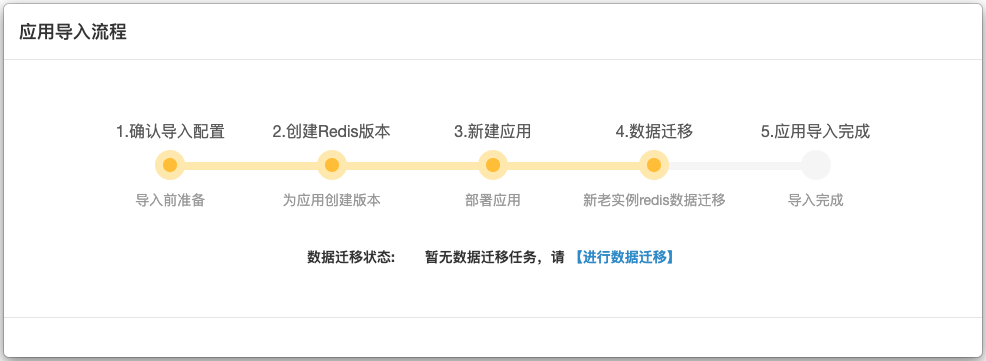 应用导入流程
1.确认导入配置 2.创建Redis版本 3.新建应用 4.数据迁移 5.应用导入完成
导入前准备 为应用创建版本 部署应用 新老实例redis数据迁移 导入完成
数据迁移状态: 暂无数据迁移任务，请 【进行数据迁移】